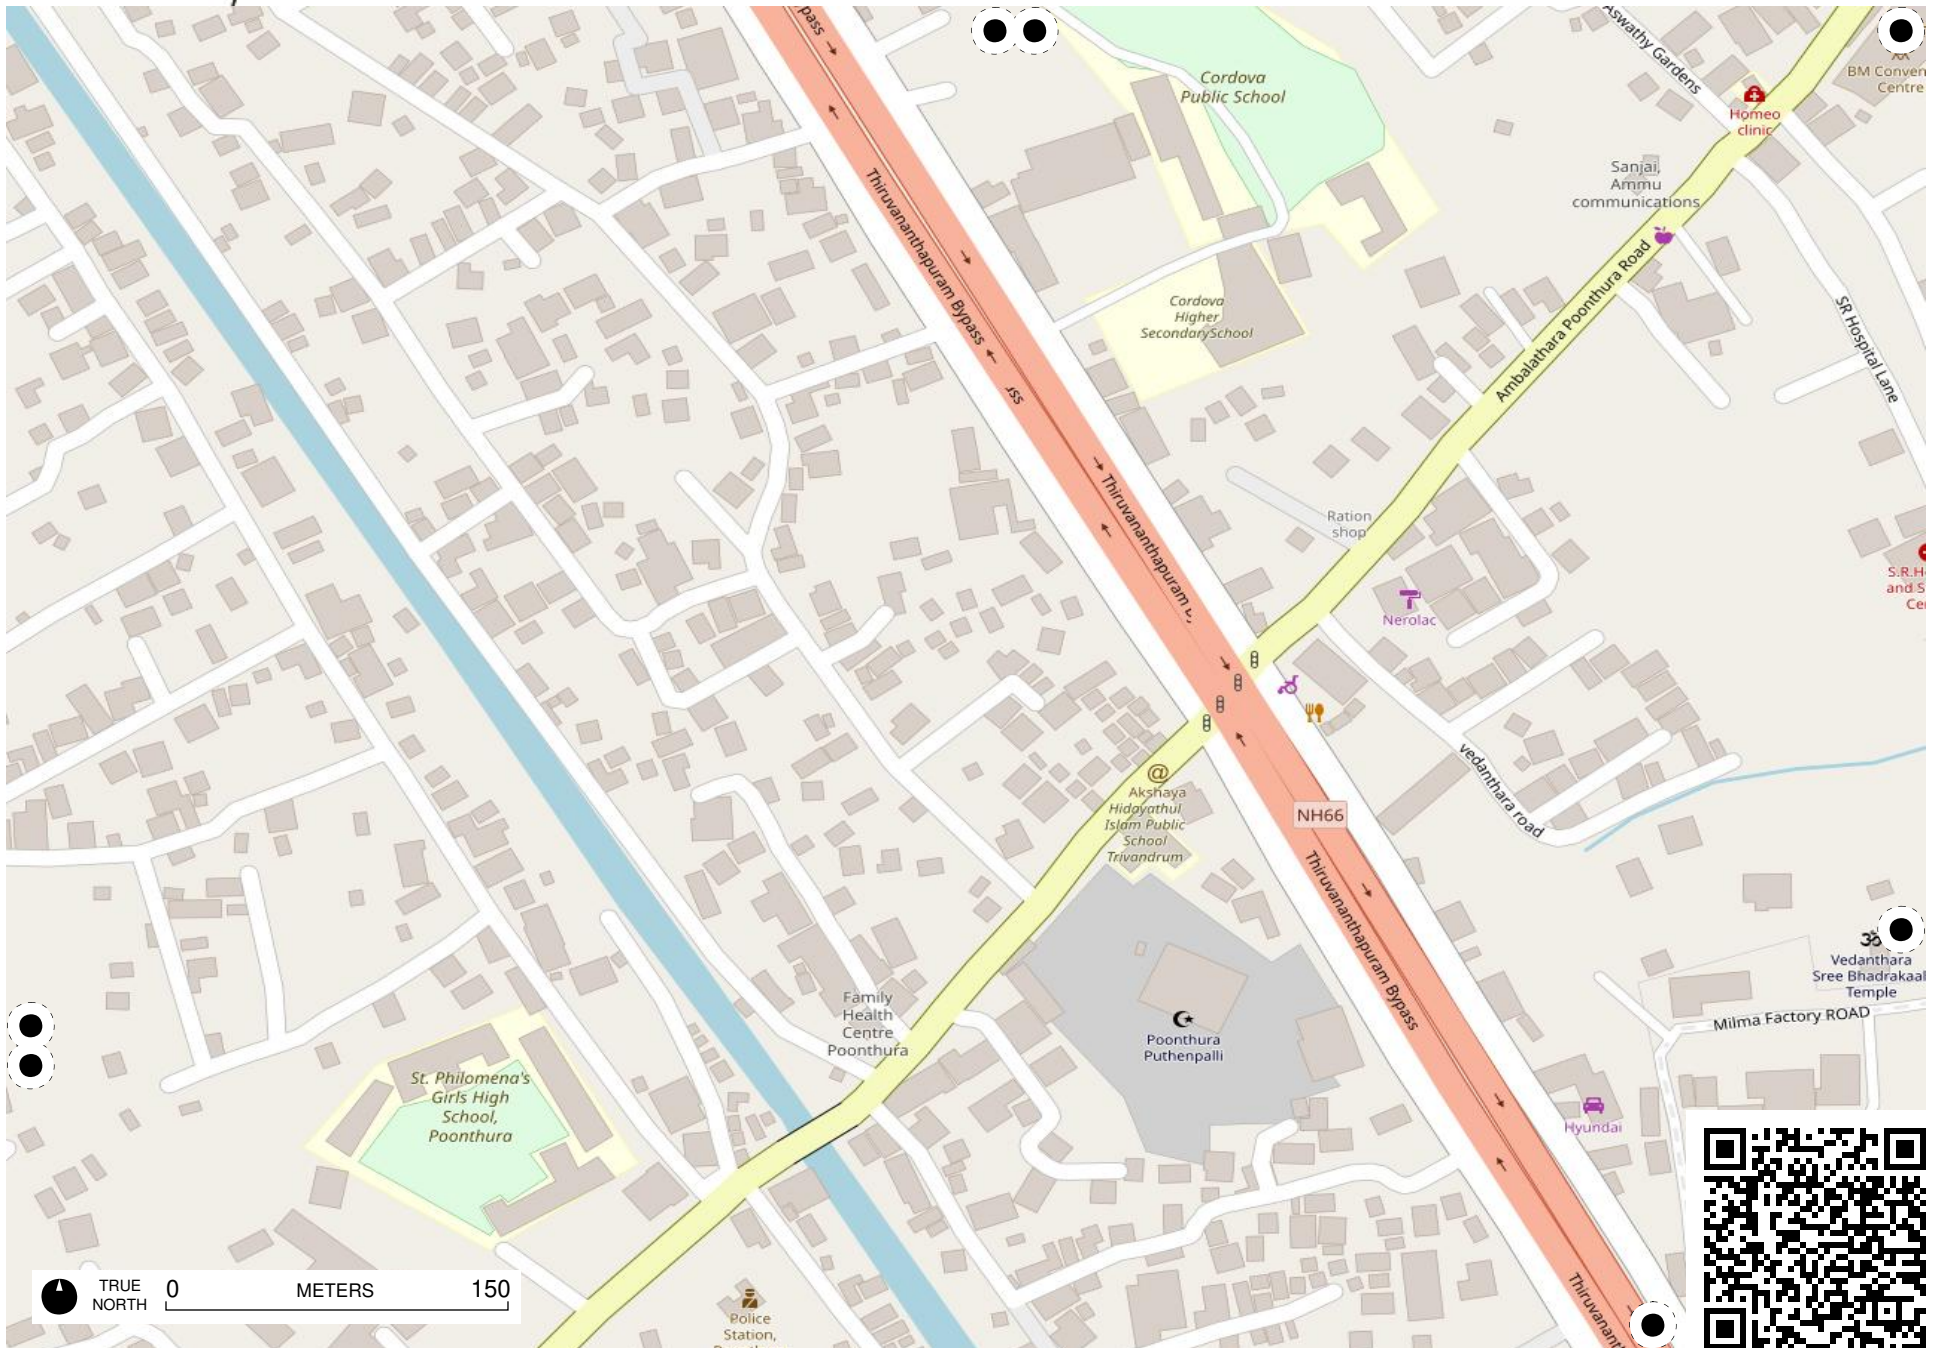 pass
Aswathy Gardens
BM Conven
Centre
Cordova
Public School
Homeo
clinic
Sanjai,
Ammu
communications
Thiruvananthapuram Bypass
Ambalathara Poonthura Road
Cordova
Higher
SecondarySchool
SR Hospital Lane
Ration
shop
Thiruvananthapuram
S.R.H
and S
Cer
Nerolac
vedanthara road
@
Akshaya
Hidayathul
Islam Public
School
Trivandrum
NH66
Thiruvananthapuram Bypass
ॐ
Vedanthara
Sree Bhadrakaal
Temple
Family
Health
Centre
Poonthura
Milma Factory ROAD
Poonthura
Puthenpalli
St. Philomena's
Girls High
School,
Poonthura
Hyundai
TRUE
NORTH
0 METERS 150
Police
Station,
Thiruvanant